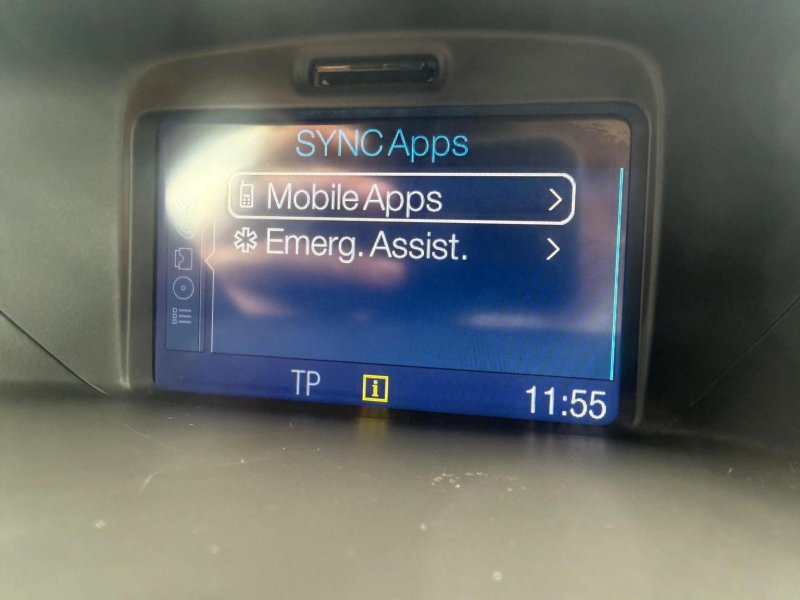 SYNC Apps
Mobile Apps
Emerg. Assist.
TP
i
11:55